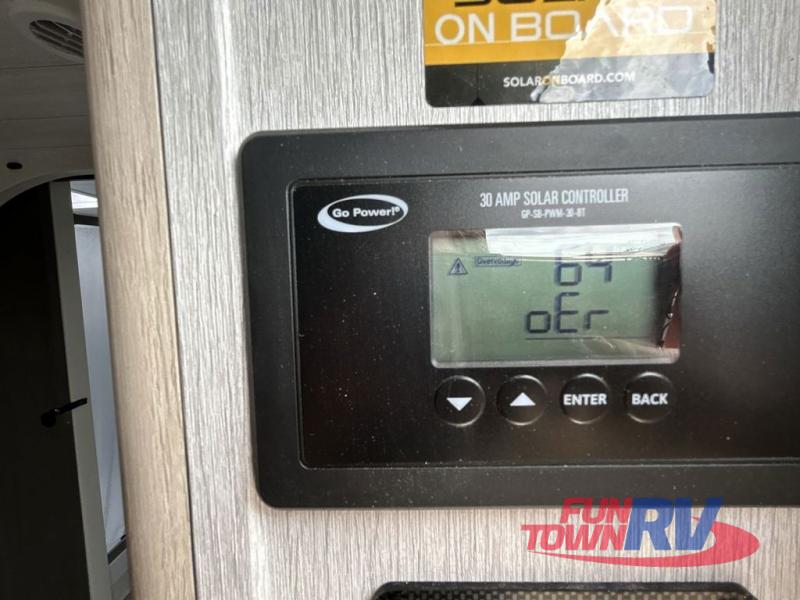 ON BOARD
SOLARONBOARD.COM
Go Power!®
30 AMP SOLAR CONTROLLER
GP-SB-PWM-30-BT
64
oEr
ENTER
BACK
FUN
TOWN RV